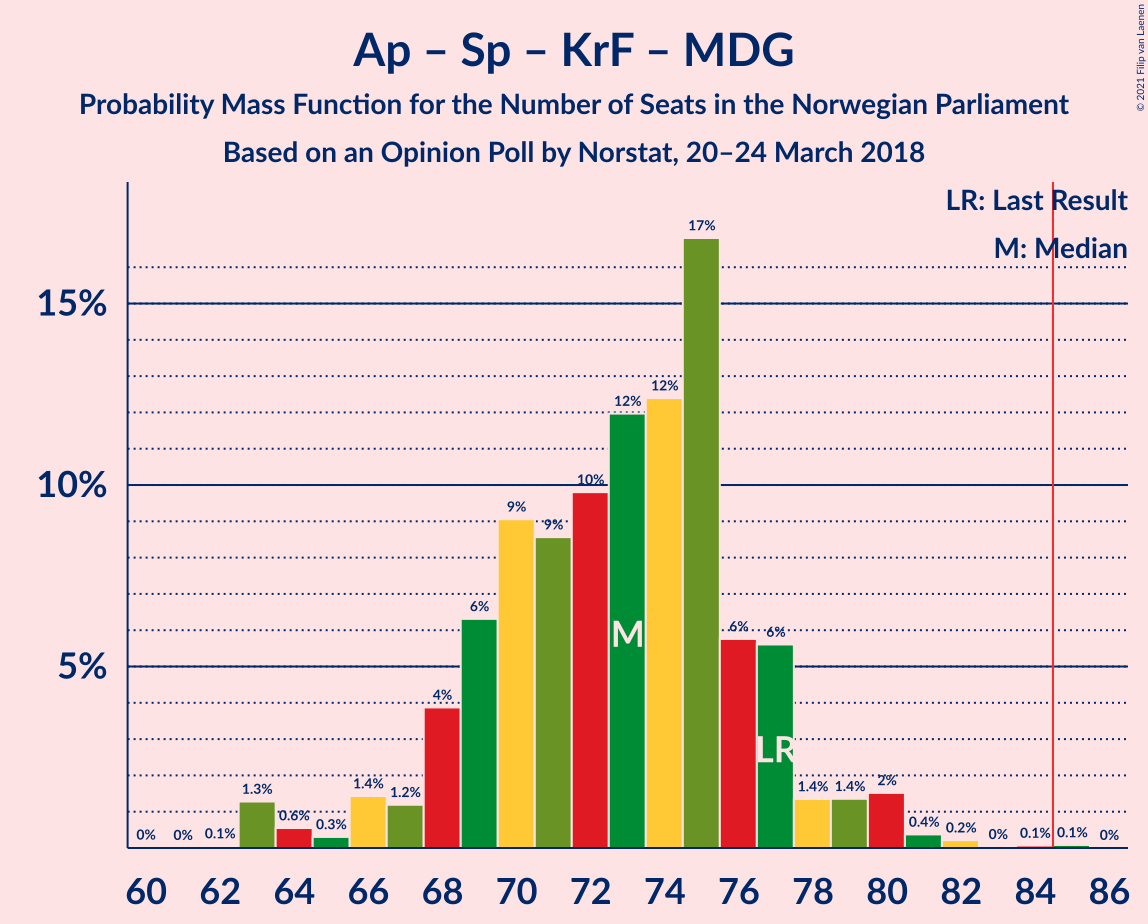 Ap – Sp – KrF – MDG
Probability Mass Function for the Number of Seats in the Norwegian Parliament
Based on an Opinion Poll by Norstat, 20–24 March 2018
© 2021 Filip van Laenen
LR: Last Result
M: Median
15%
10%
5%
0% 0% 0.1% 1.3% 0.6% 0.3% 1.4% 1.2% 4% 6% 9% 9% 10% 12% 12% 17% 6% 6% 1.4% 1.4% 2% 0.4% 0.2% 0% 0.1% 0.1% 0%
M
LR
60 62 64 66 68 70 72 74 76 78 80 82 84 86